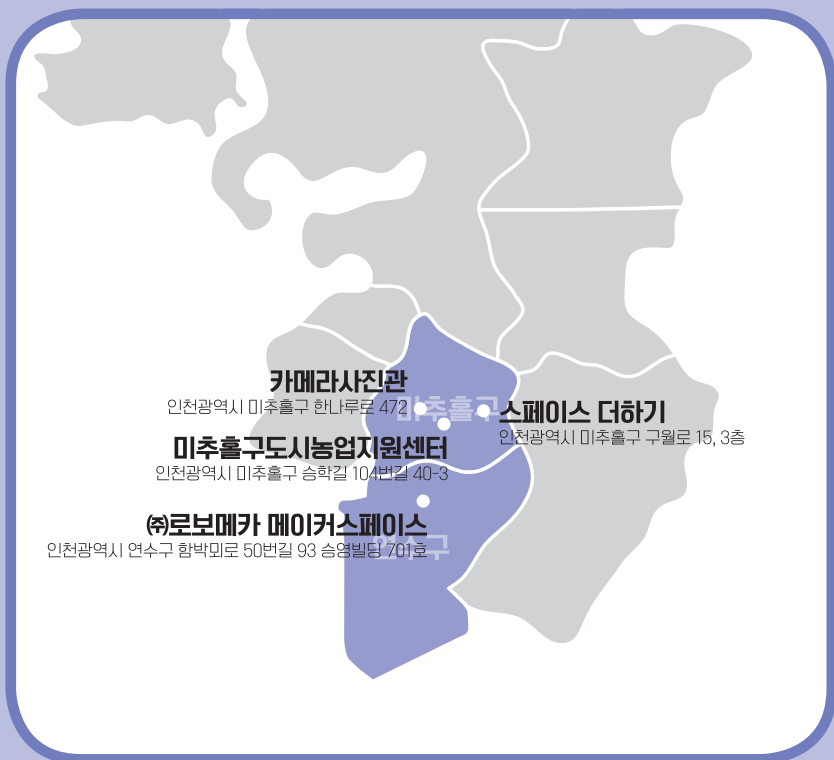 카메라사진관
인천광역시 미추홀구 한나루로 472
미추홀구
스페이스 더하기
인천광역시 미추홀구 구월로 15, 3층
미추홀구도시농업지원센터
인천광역시 미추홀구 승학길 104번길 40-3
㈜로보메카 메이커스페이스
인천광역시 연수구 함박뫼로 50번길 93 승영빌딩 701호
연수구